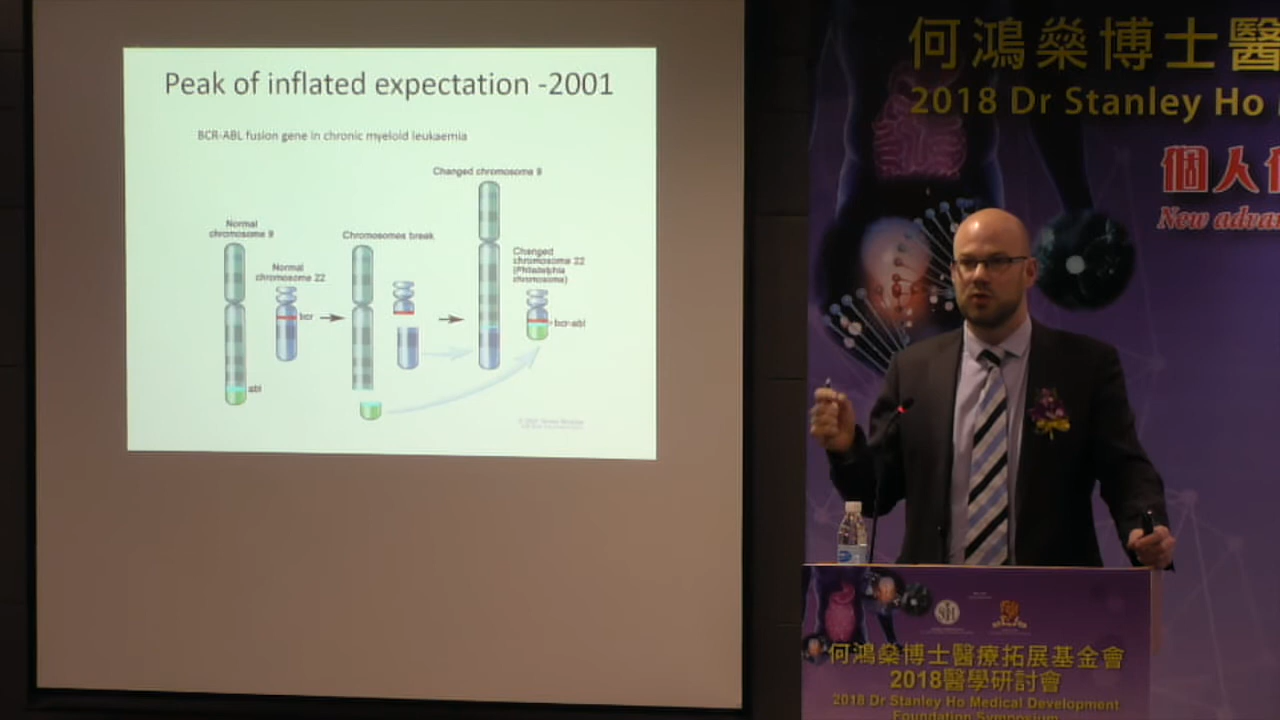 Peak of inflated expectation -2001
BCR-ABL fusion gene in chronic myeloid leukaemia
Normal
chromosome 9
Normal
chromosome 22
bcr
abl
Chromosomes break
Changed chromosome 9
Changed
chromosome 22
(Philadelphia
chromosome)
bcr-abl
何鴻燊博士醫
2018 Dr Stanley Ho
個人
New advan
何鴻燊博士醫療拓展基金會
2018醫學研討會
2018 Dr Stanley Ho Medical Development
Foundation Symposium